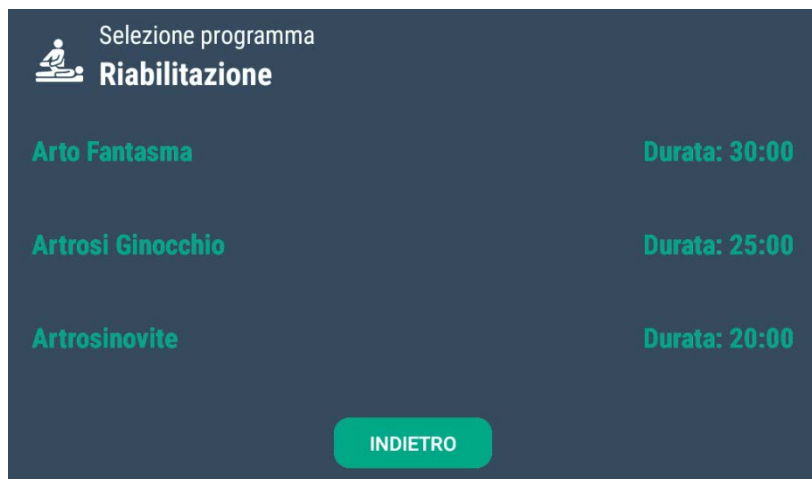 Selezione programma
Riabilitazione
Arto Fantasma Durata: 30:00
Artrosi Ginocchio Durata: 25:00
Artrosinovite Durata: 20:00
INDIETRO